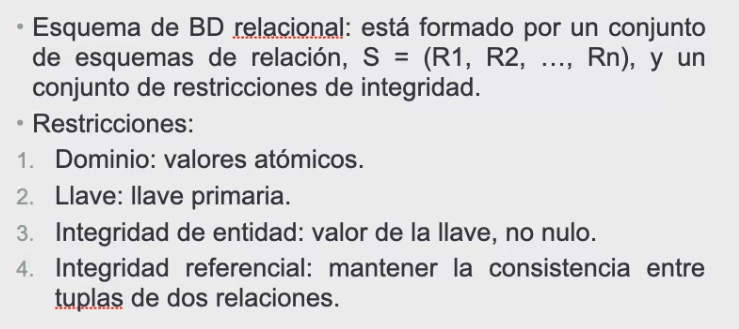 • Esquema de BD relacional: está formado por un conjunto
de esquemas de relación, S = (R1, R2, ..., Rn), y un
conjunto de restricciones de integridad.
• Restricciones:
1. Dominio: valores atómicos.
2. Llave: llave primaria.
3. Integridad de entidad: valor de la llave, no nulo.
4. Integridad referencial: mantener la consistencia entre
tuplas de dos relaciones.